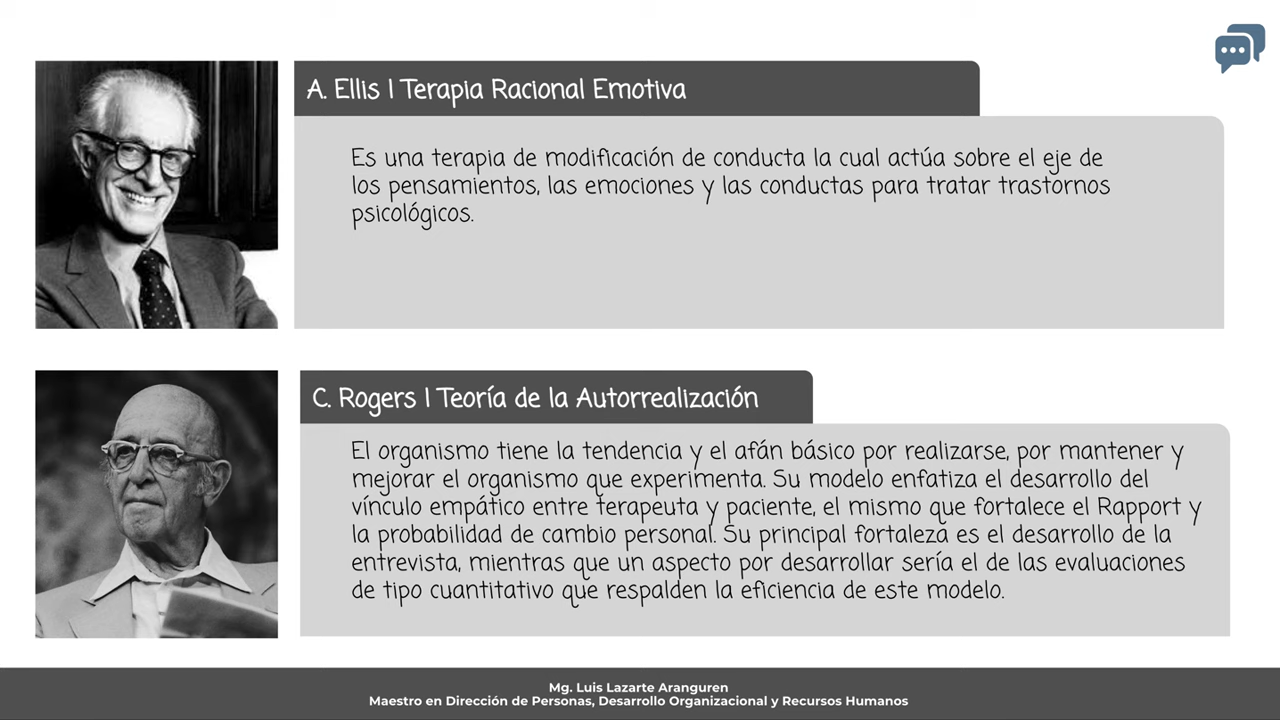 A. Ellis | Terapia Racional Emotiva
Es una terapia de modificación de conducta la cual actúa sobre el eje de
los pensamientos, las emociones y las conductas para tratar trastornos
psicológicos.
C. Rogers | Teoría de la Autorrealización
El organismo tiene la tendencia y el afán básico por realizarse, por mantener y
mejorar el organismo que experimenta. Su modelo enfatiza el desarrollo del
vínculo empático entre terapeuta y paciente, el mismo que fortalece el Rapport y
la probabilidad de cambio personal. Su principal fortaleza es el desarrollo de la
entrevista, mientras que un aspecto por desarrollar sería el de las evaluaciones
de tipo cuantitativo que respalden la eficiencia de este modelo.
Mg. Luis Lazarte Aranguren
Maestro en Dirección de Personas, Desarrollo Organizacional y Recursos Humanos